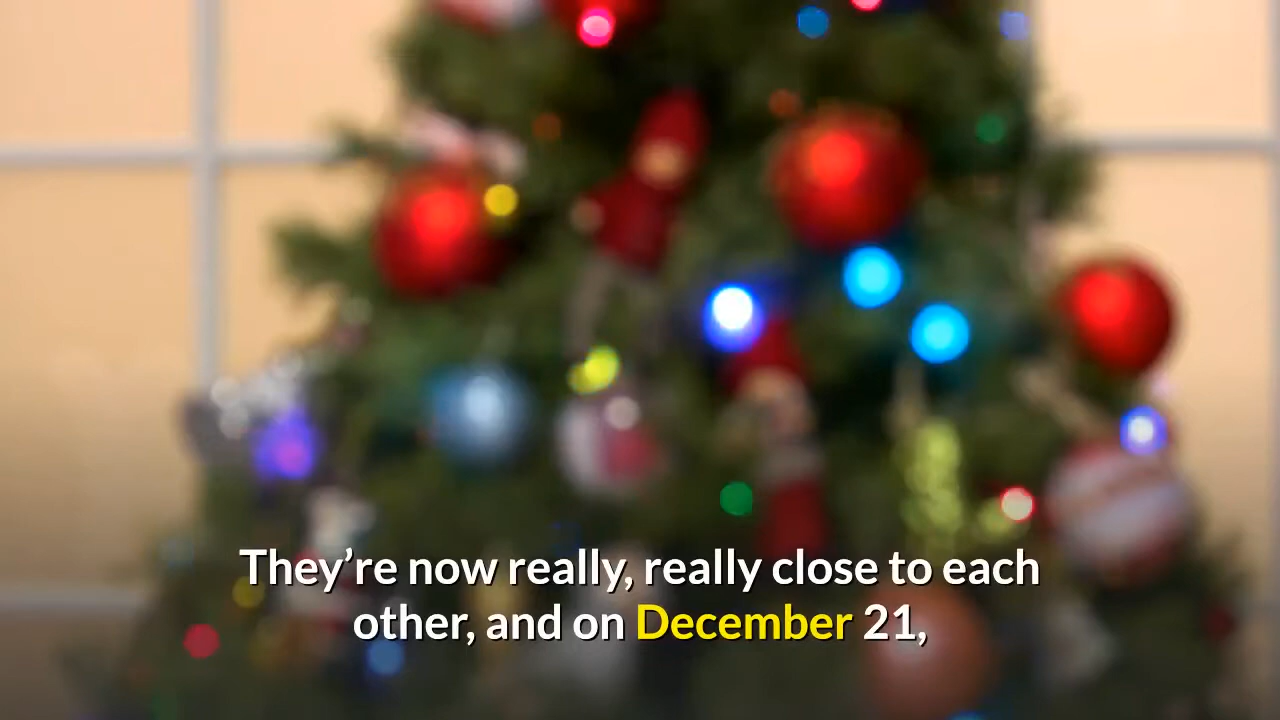 They’re now really, really close to each
other, and on December 21,